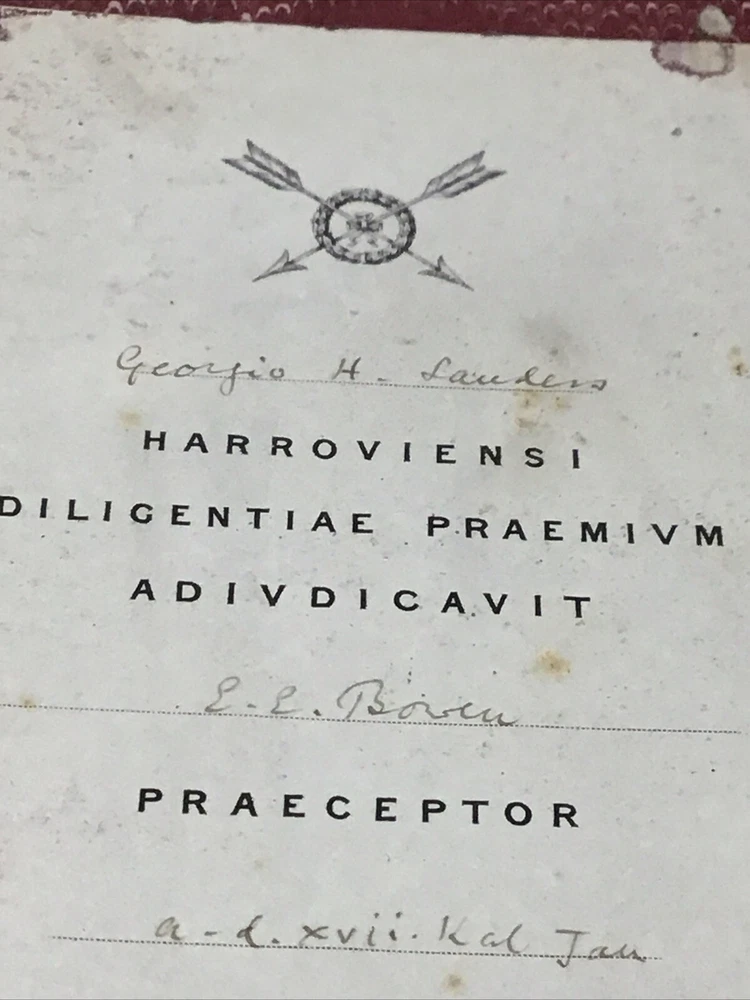 Georgio H. Sanders
HARROVIENSI
DILIGENTIAE PRAEMIVM
ADIVDICAVIT
E. E. Bowen
PRAECEPTOR
a. d. xvii. Kal Jan